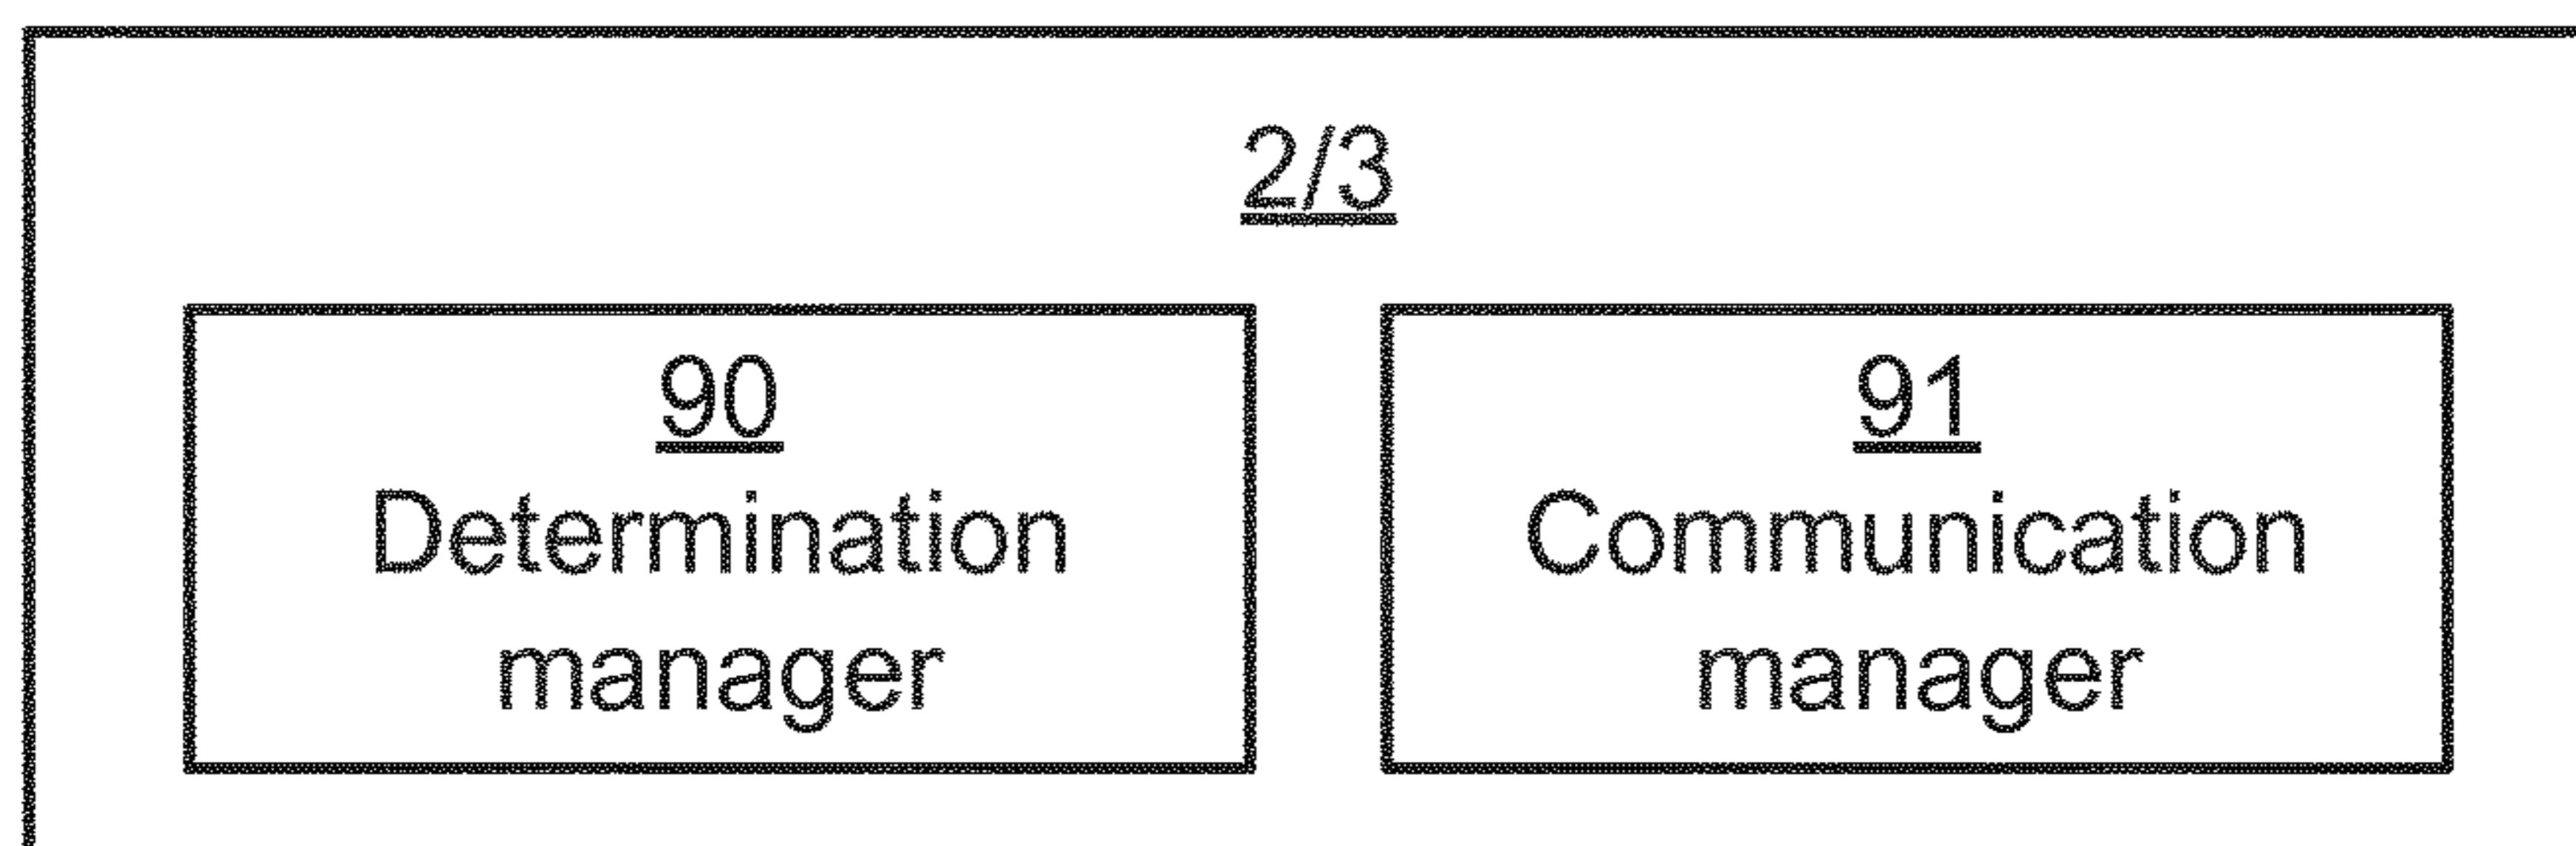 2/3
90
Determination
manager
91
Communication
manager